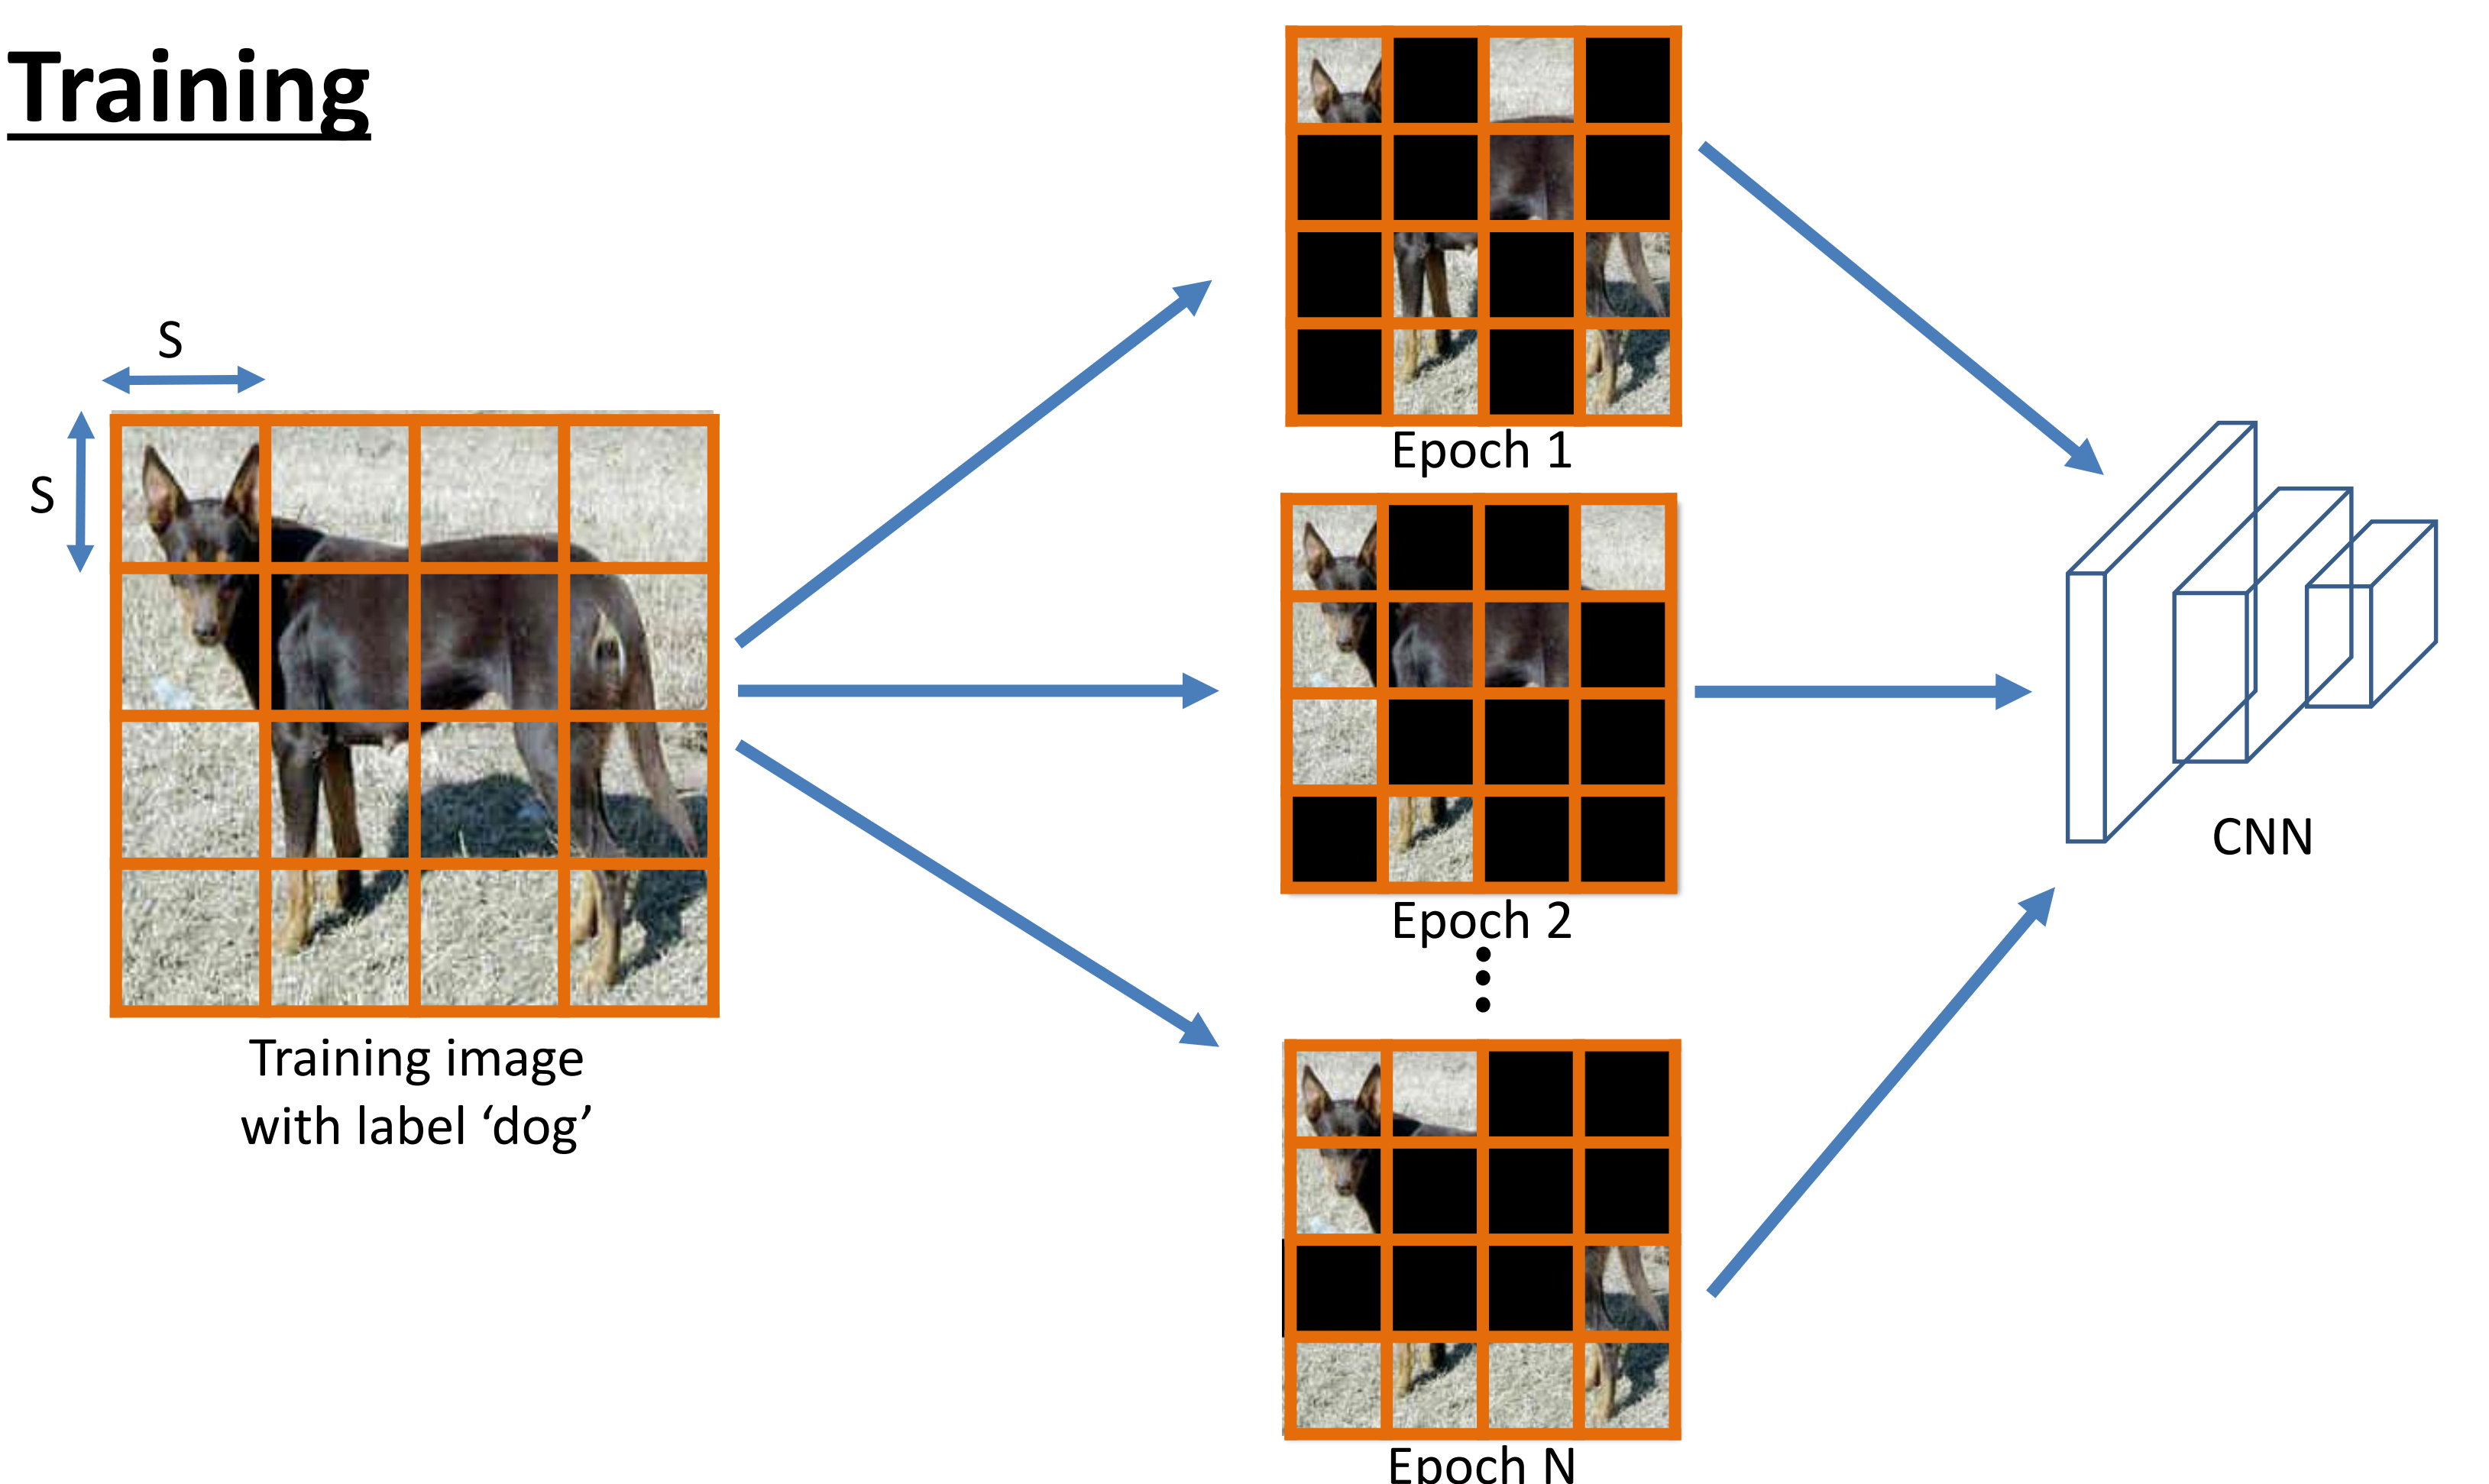 Training
S
S
Training image
with label ‘dog’
Epoch 1
Epoch 2
Epoch N
CNN